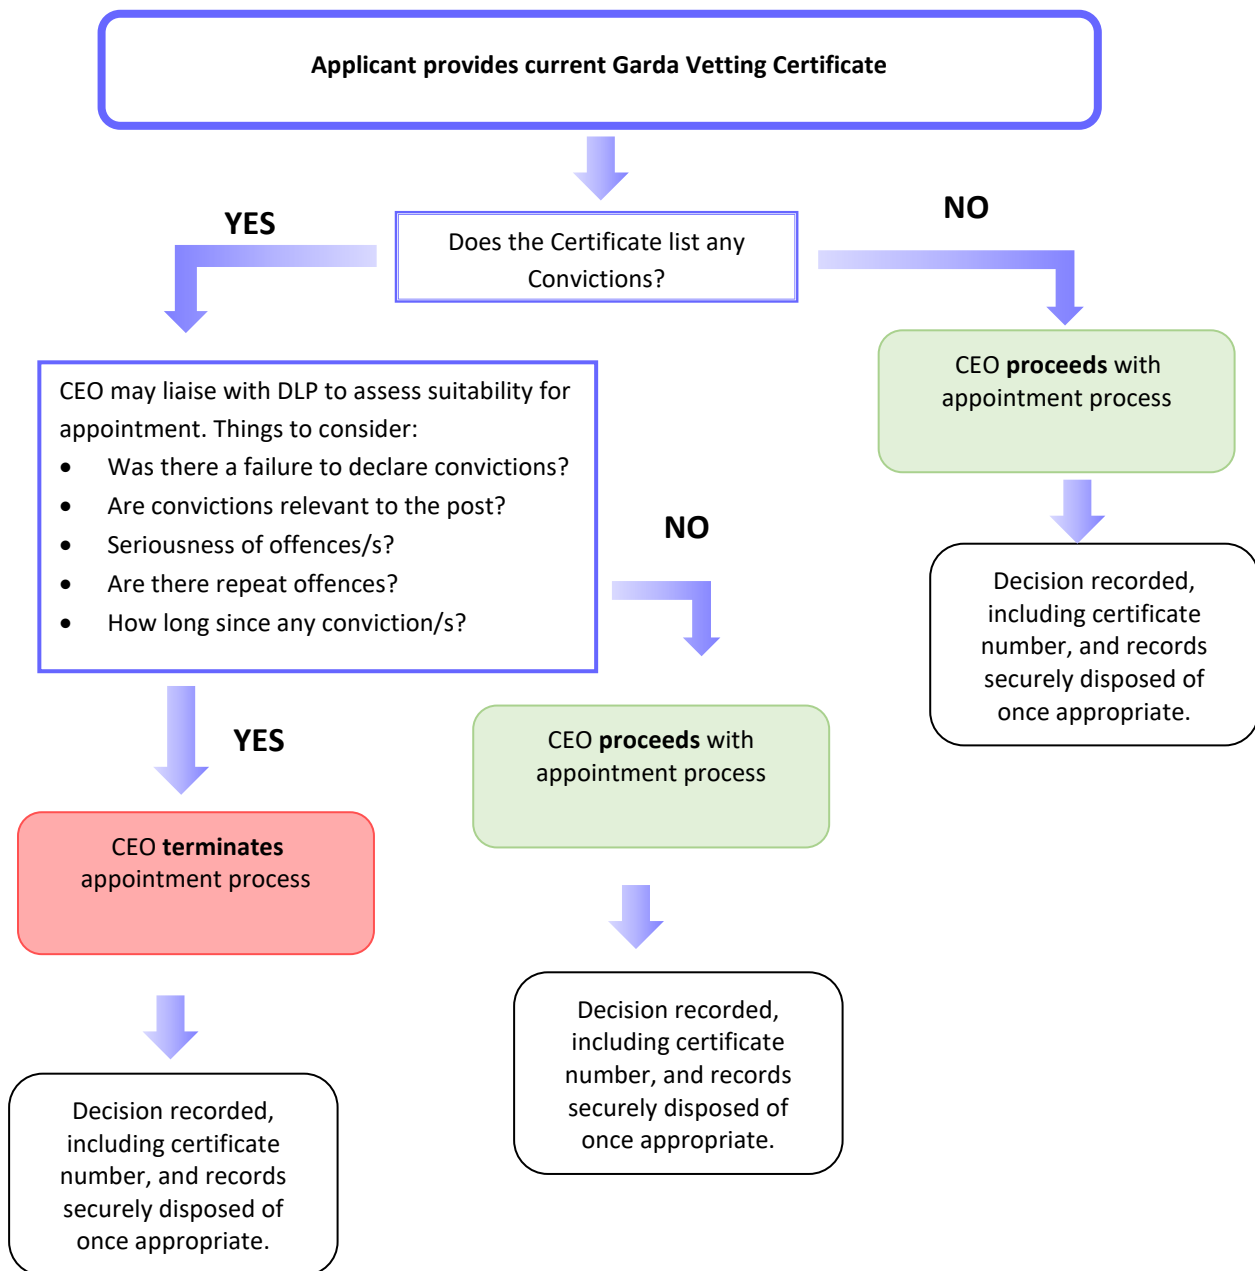 Applicant provides current Garda Vetting Certificate
YES
NO
Does the Certificate list any
Convictions?
CEO may liaise with DLP to assess suitability for
appointment. Things to consider:
• Was there a failure to declare convictions?
• Are convictions relevant to the post?
• Seriousness of offences/s?
• Are there repeat offences?
• How long since any conviction/s?
CEO proceeds with
appointment process
NO
Decision recorded,
including certificate
number, and records
securely disposed of
once appropriate.
YES
CEO proceeds with
appointment process
CEO terminates
appointment process
Decision recorded,
including certificate
number, and records
securely disposed of
once appropriate.
Decision recorded,
including certificate
number, and records
securely disposed of
once appropriate.